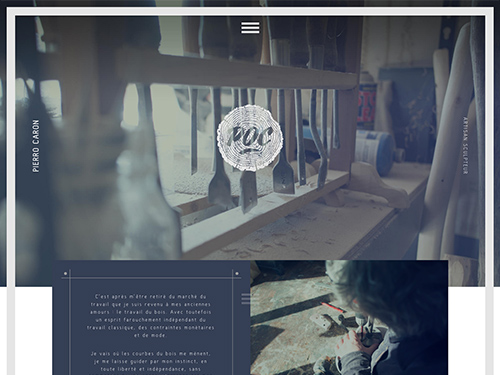 PIERRO CARON
POC
ARTISAN SCULPTEUR
C'est après m'être retiré du marché du
travail que je suis revenu à mes anciennes
amours : le travail du bois. Avec toutefois
un esprit farouchement indépendant du
travail classique, des contraintes monétaires
et de mode.
Je vais où les courbes du bois me mènent,
je me laisse guider par mon instinct, en
toute liberté et indépendance, sans